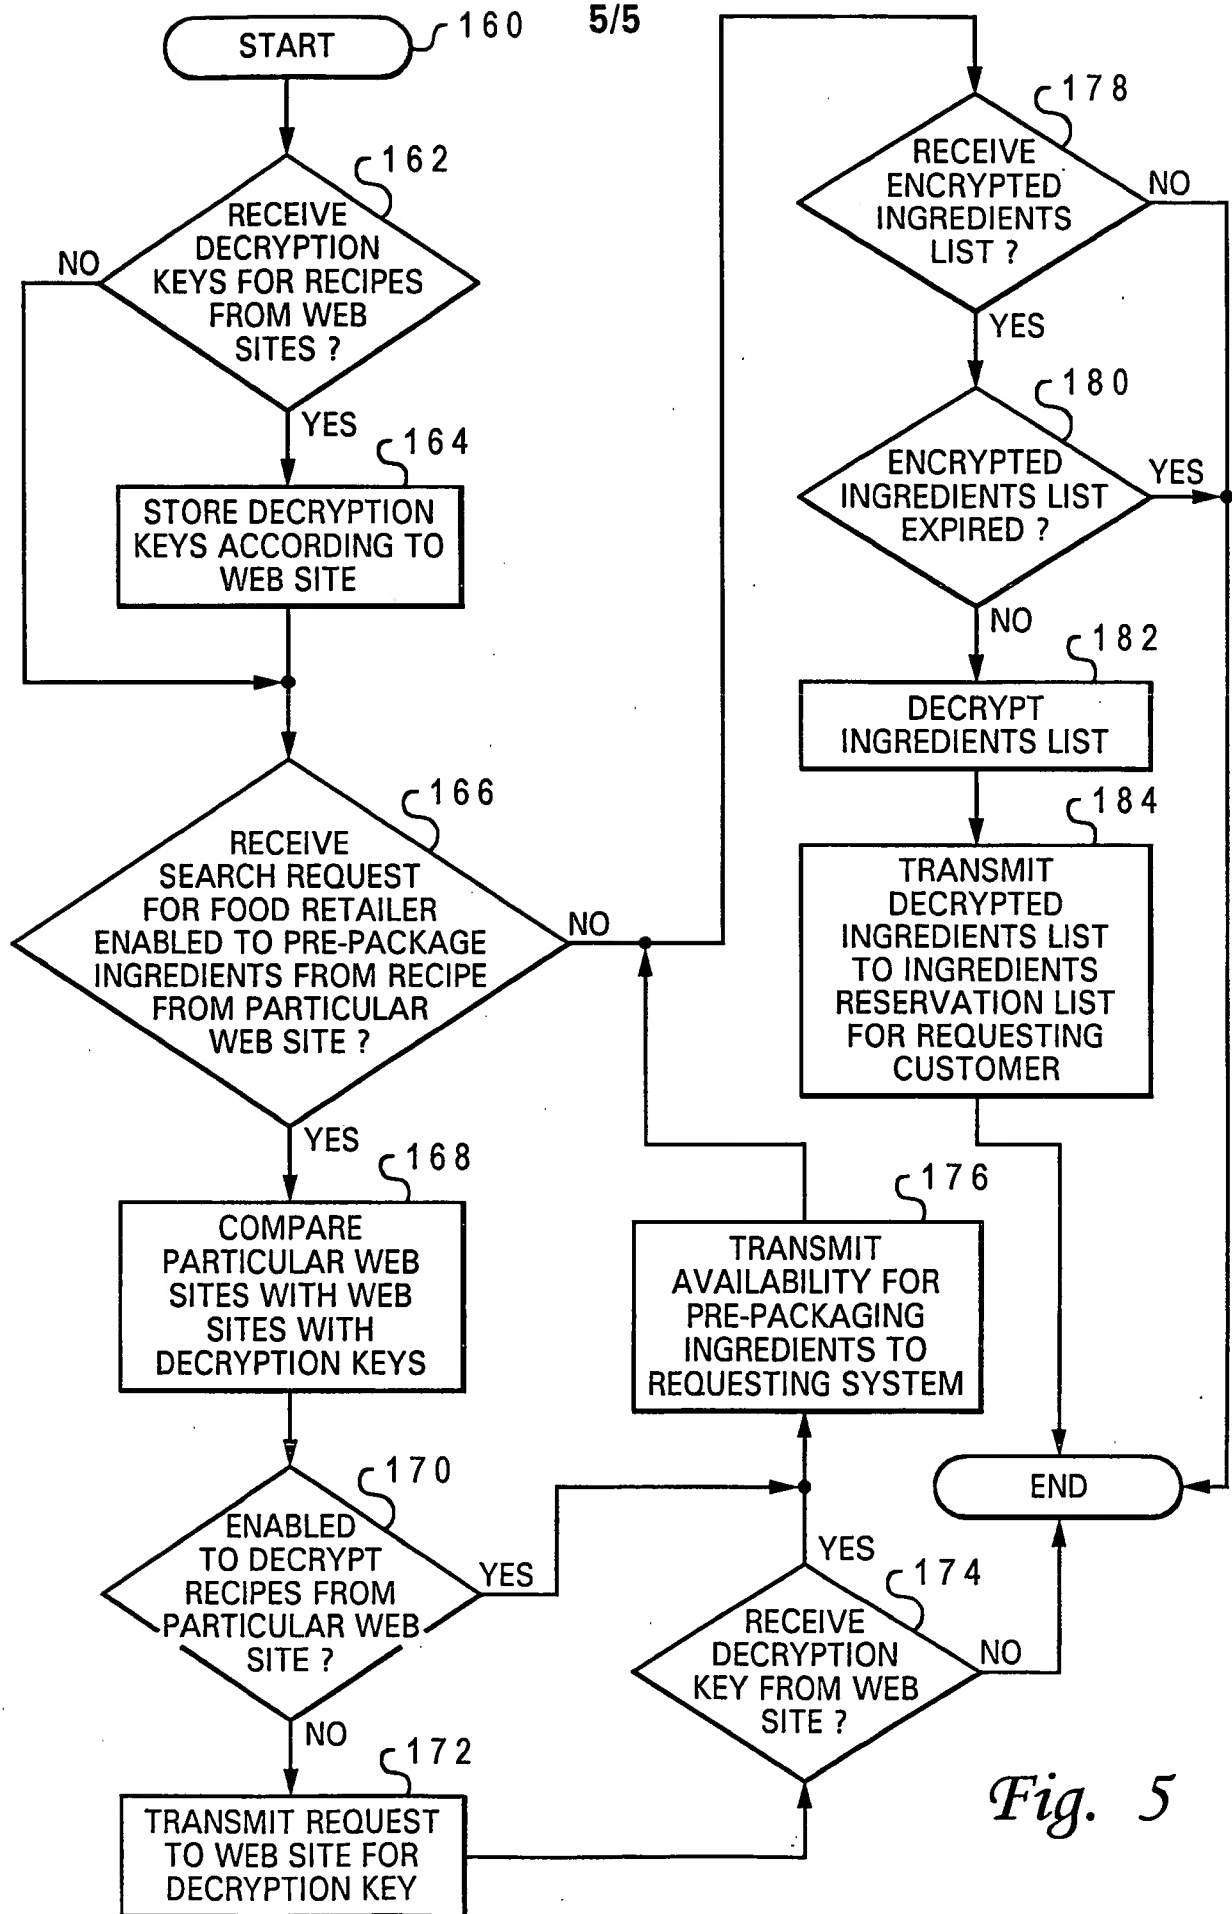 5/5
START
160
162
RECEIVE
DECRYPTION
KEYS FOR RECIPES
FROM WEB
SITES ?
NO
YES
164
STORE DECRYPTION
KEYS ACCORDING TO
WEB SITE
166
RECEIVE
SEARCH REQUEST
FOR FOOD RETAILER
ENABLED TO PRE-PACKAGE
INGREDIENTS FROM RECIPE
FROM PARTICULAR
WEB SITE ?
NO
YES
168
COMPARE
PARTICULAR WEB
SITES WITH WEB
SITES WITH
DECRYPTION KEYS
170
ENABLED
TO DECRYPT
RECIPES FROM
PARTICULAR WEB
SITE ?
YES
NO
172
TRANSMIT REQUEST
TO WEB SITE FOR
DECRYPTION KEY
174
RECEIVE
DECRYPTION
KEY FROM WEB
SITE ?
YES
NO
176
TRANSMIT
AVAILABILITY FOR
PRE-PACKAGING
INGREDIENTS TO
REQUESTING SYSTEM
178
RECEIVE
ENCRYPTED
INGREDIENTS
LIST ?
NO
YES
180
ENCRYPTED
INGREDIENTS LIST
EXPIRED ?
YES
NO
182
DECRYPT
INGREDIENTS LIST
184
TRANSMIT
DECRYPTED
INGREDIENTS LIST
TO INGREDIENTS
RESERVATION LIST
FOR REQUESTING
CUSTOMER
END
Fig. 5